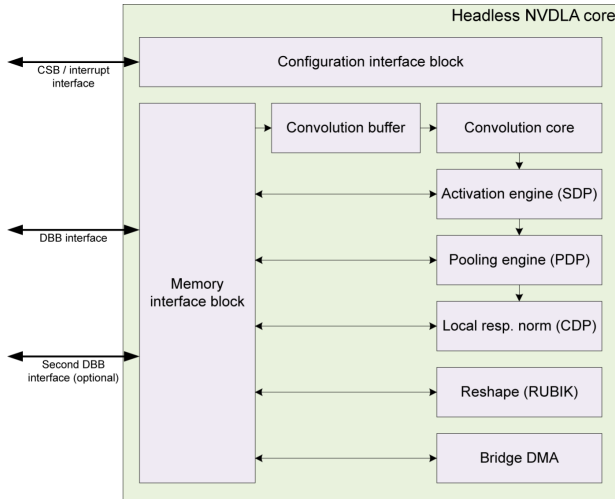 Headless NVDLA core
Configuration interface block
CSB / interrupt
interface
Convolution buffer
Convolution core
Activation engine (SDP)
DBB interface
Pooling engine (PDP)
Memory
interface block
Local resp. norm (CDP)
Second DBB
interface (optional)
Reshape (RUBIK)
Bridge DMA